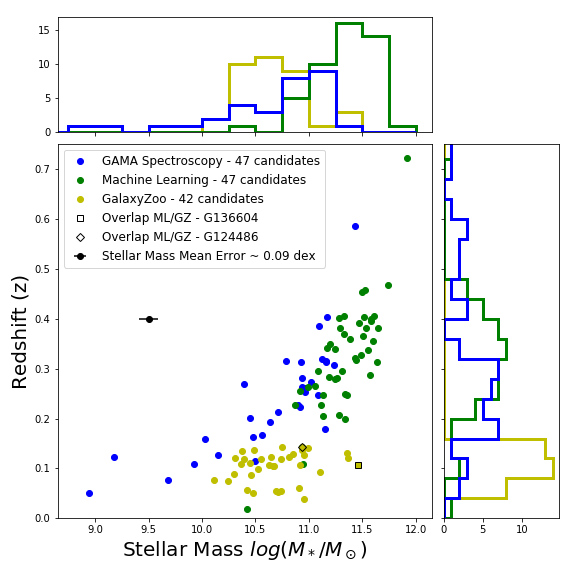 15
10
5
0
GAMA Spectroscopy - 47 candidates
Machine Learning - 47 candidates
GalaxyZoo - 42 candidates
Overlap ML/GZ - G136604
Overlap ML/GZ - G124486
Stellar Mass Mean Error ~ 0.09 dex
0.7
0.6
0.5
0.4
0.3
0.2
0.1
0.0
Redshift (z)
9.0 9.5 10.0 10.5 11.0 11.5 12.0
Stellar Mass log(M*/M⊙)
0 5 10